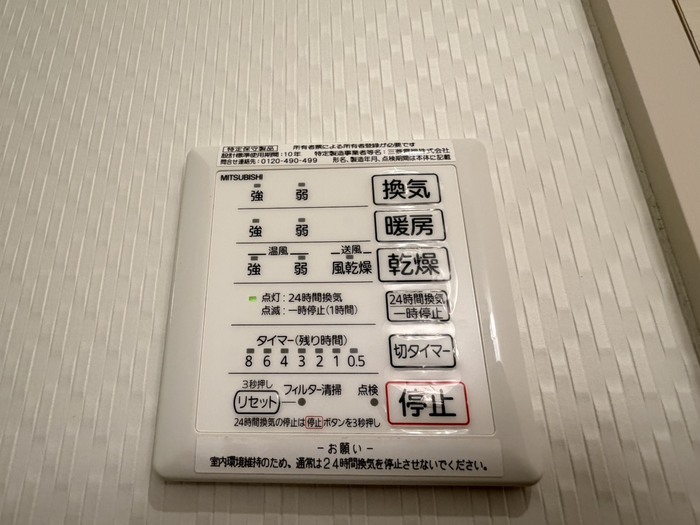 特定保守製品 所有者票による所有者登録が必要です
設計標準使用期間:10年 特定製造事業者等名:三菱電機株式会社
問合せ連絡先:0120-490-499 形名、製造年月、点検期間は本体に記載
MITSUBISHI
強 弱 換気
強 弱 暖房
温風 送風
強 弱 風乾燥 乾燥
点灯:24時間換気
点滅:一時停止(1時間)
24時間換気
一時停止
タイマー(残り時間)
8 6 4 3 2 1 0.5
切タイマー
3秒押し
リセット フィルター清掃 点検
停止
24時間換気の停止は停止ボタンを3秒押し
-お願い-
室内環境維持のため、通常は24時間換気を停止させないでください。